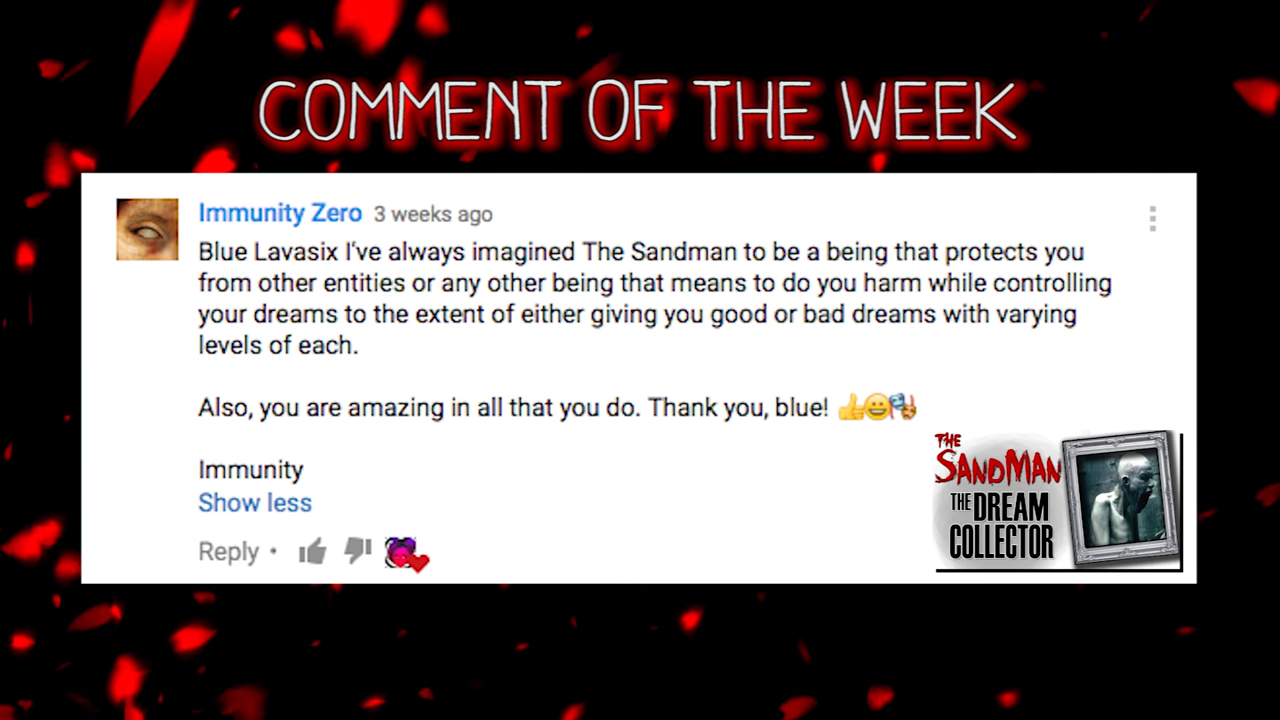 COMMENT OF THE WEEK
Immunity Zero 3 weeks ago
Blue Lavasix I've always imagined The Sandman to be a being that protects you
from other entities or any other being that means to do you harm while controlling
your dreams to the extent of either giving you good or bad dreams with varying
levels of each.
Also, you are amazing in all that you do. Thank you, blue! 👍😀🎭
Immunity
Show less
Reply •
THE
SANDMAN
THE DREAM
COLLECTOR